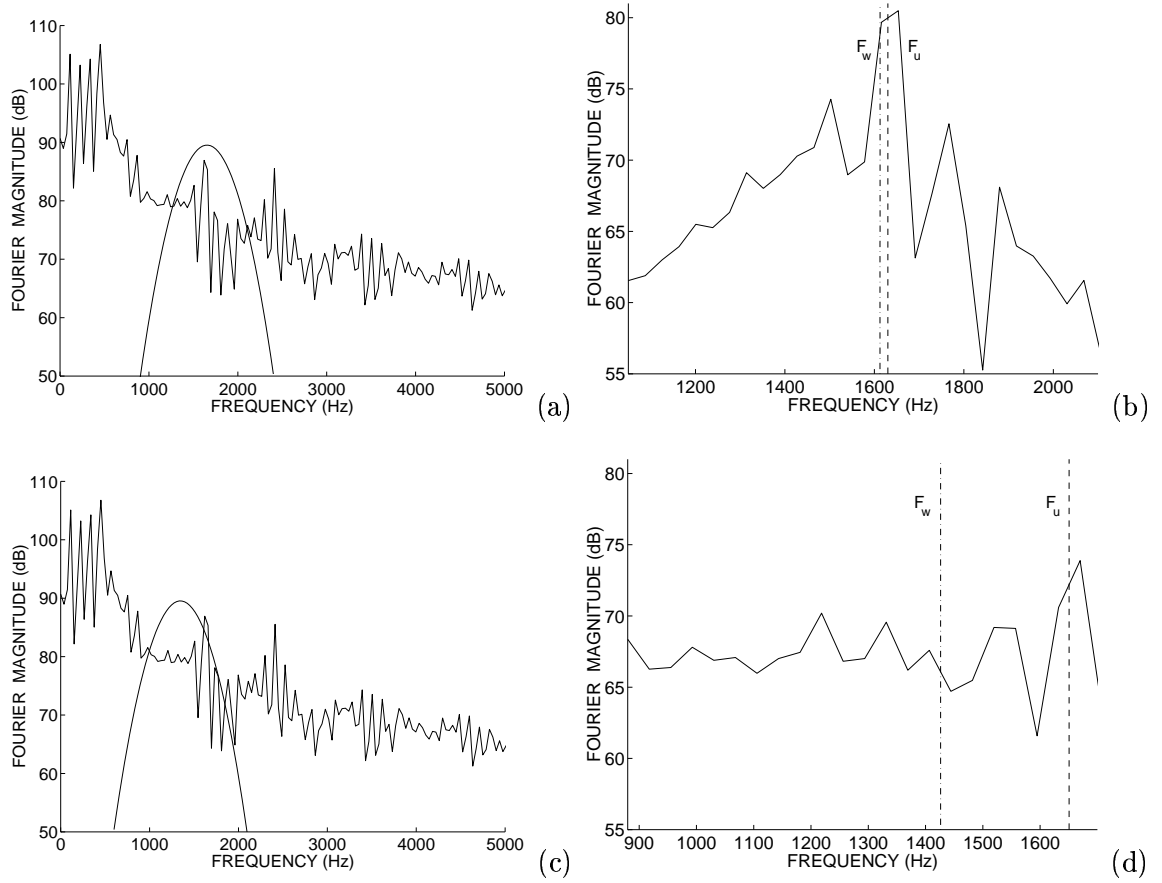 FOURIER MAGNITUDE (dB)
110
100
90
80
70
60
50
0 1000 2000 3000 4000 5000
FREQUENCY (Hz)
(a)
FOURIER MAGNITUDE (dB)
80
75
70
65
60
55
F_w F_u
1200 1400 1600 1800 2000
FREQUENCY (Hz)
(b)
FOURIER MAGNITUDE (dB)
110
100
90
80
70
60
50
0 1000 2000 3000 4000 5000
FREQUENCY (Hz)
(c)
FOURIER MAGNITUDE (dB)
80
75
70
65
60
55
F_w F_u
900 1000 1100 1200 1300 1400 1500 1600
FREQUENCY (Hz)
(d)